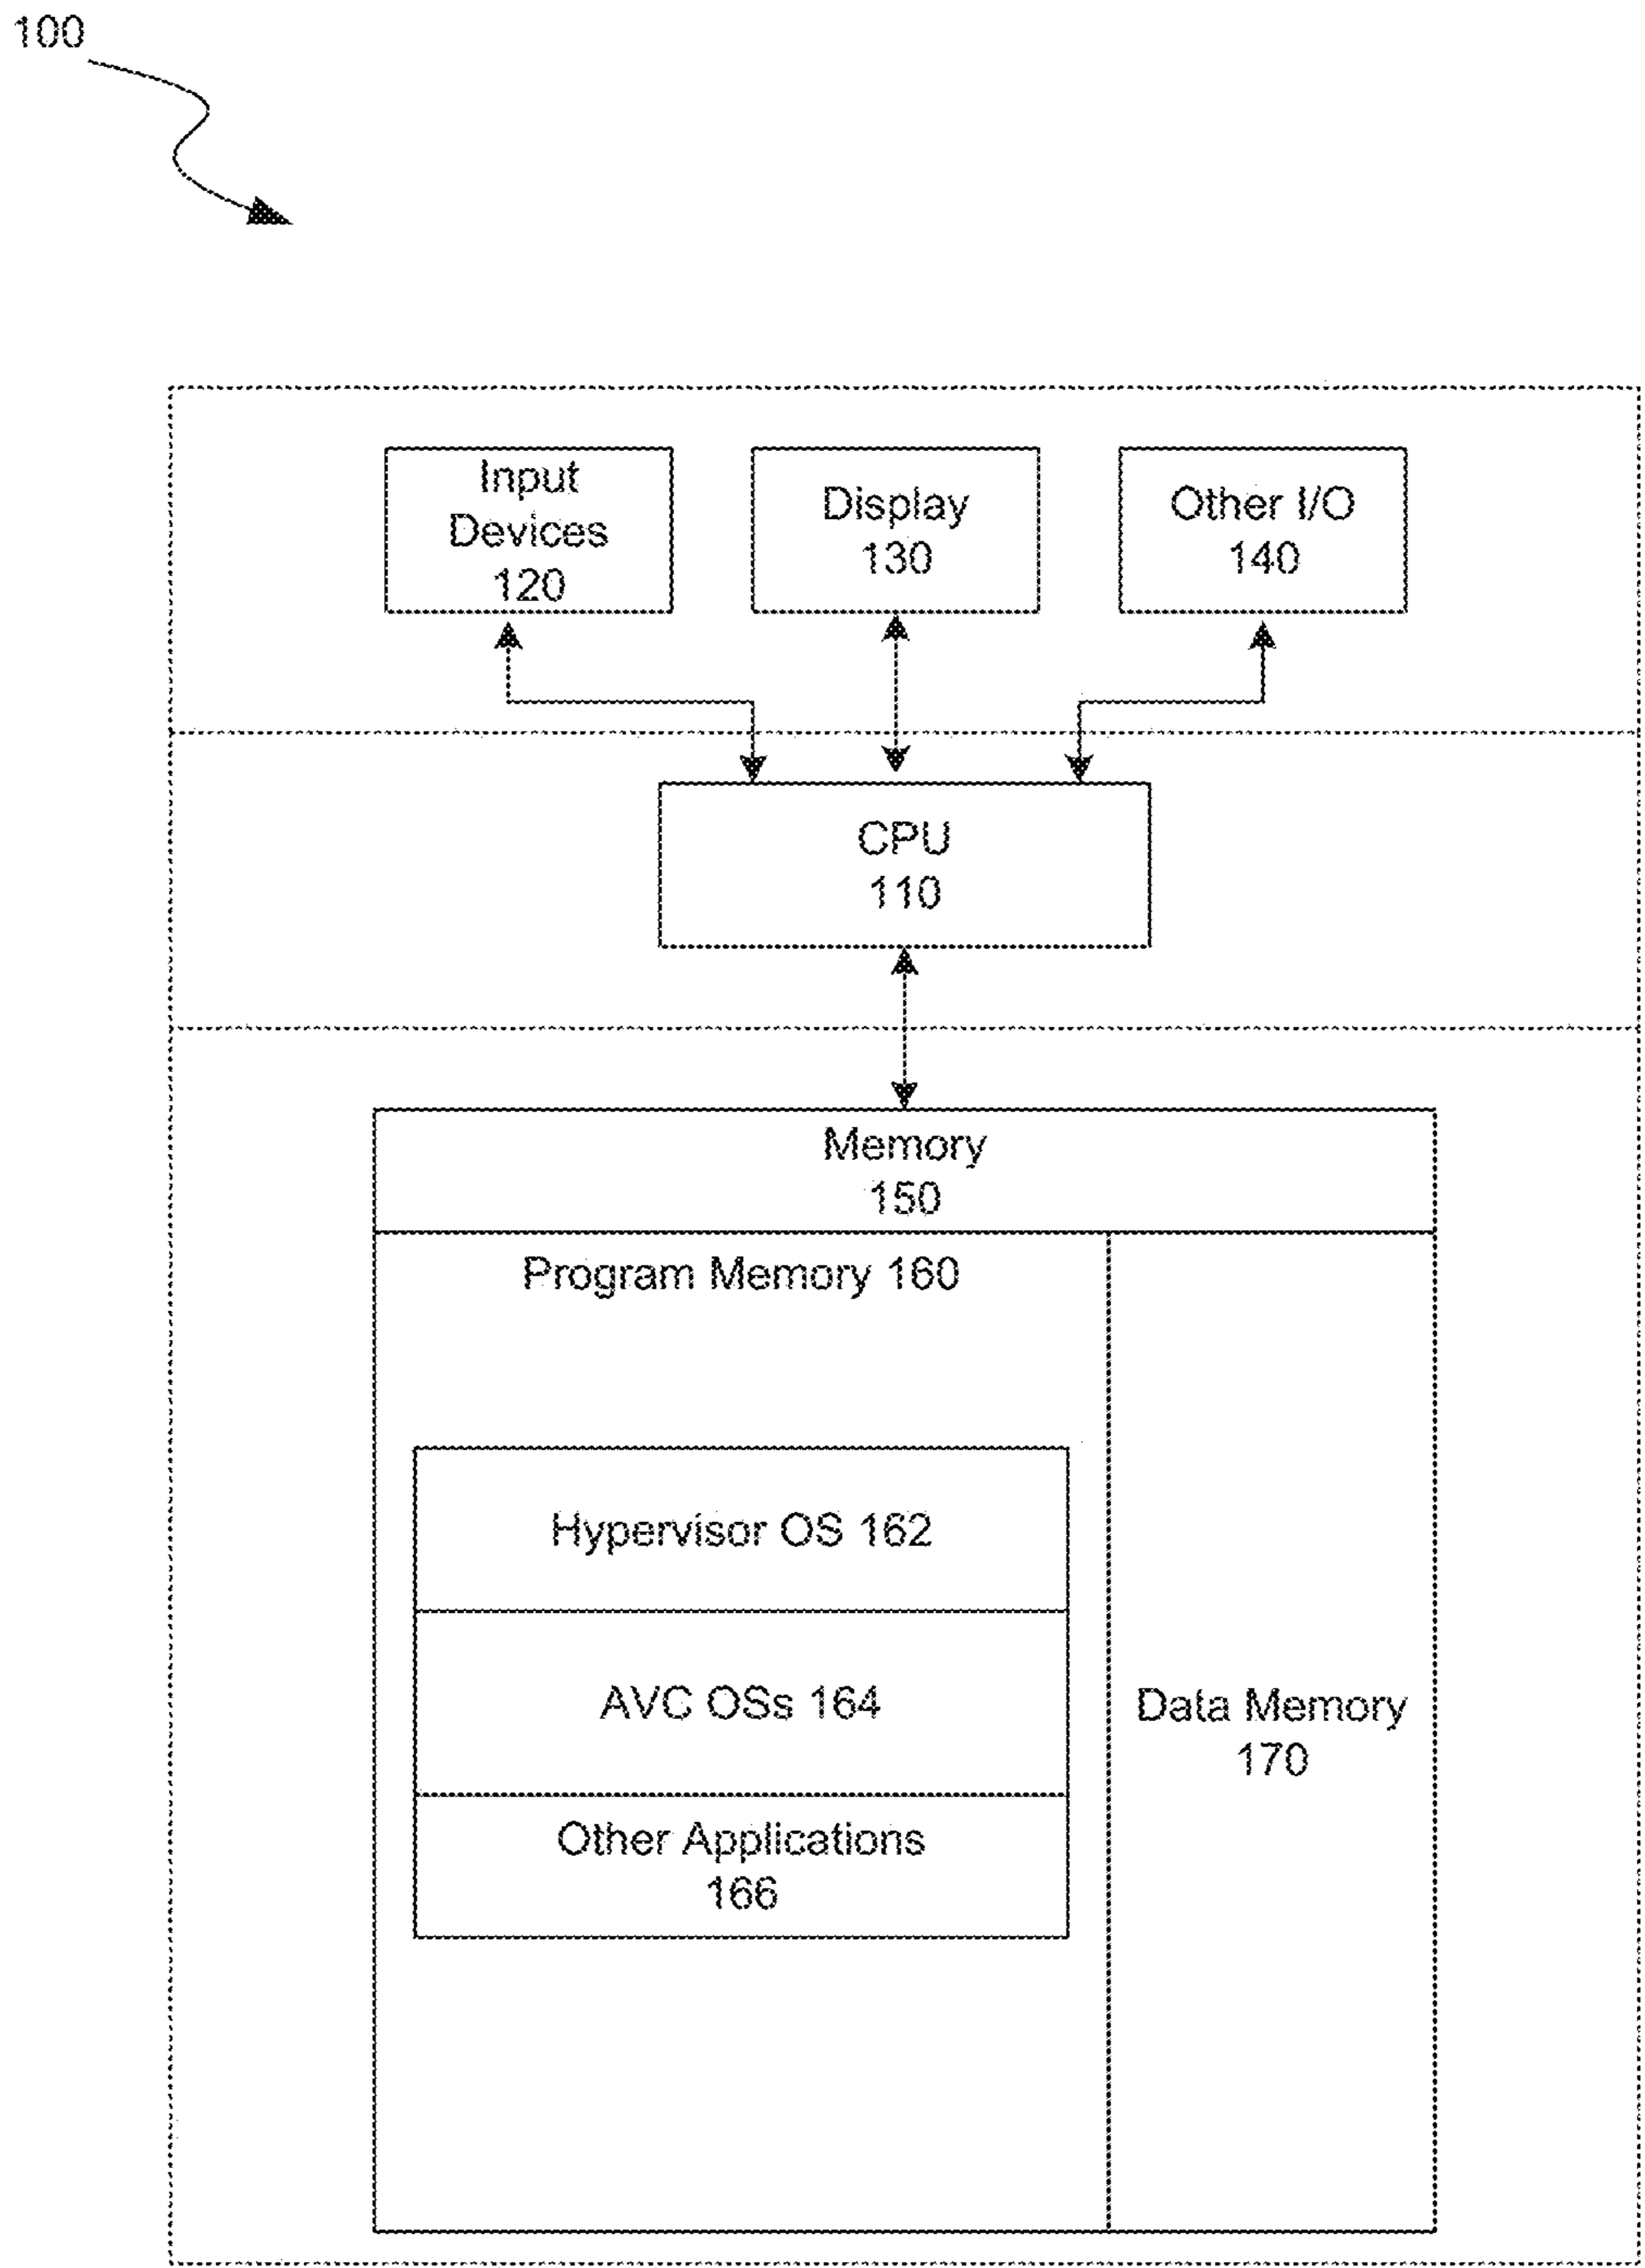 100
Input
Devices
120
Display
130
Other I/O
140
CPU
110
Memory
150
Program Memory 160
Hypervisor OS 162
AVC OSs 164
Other Applications
166
Data Memory
170